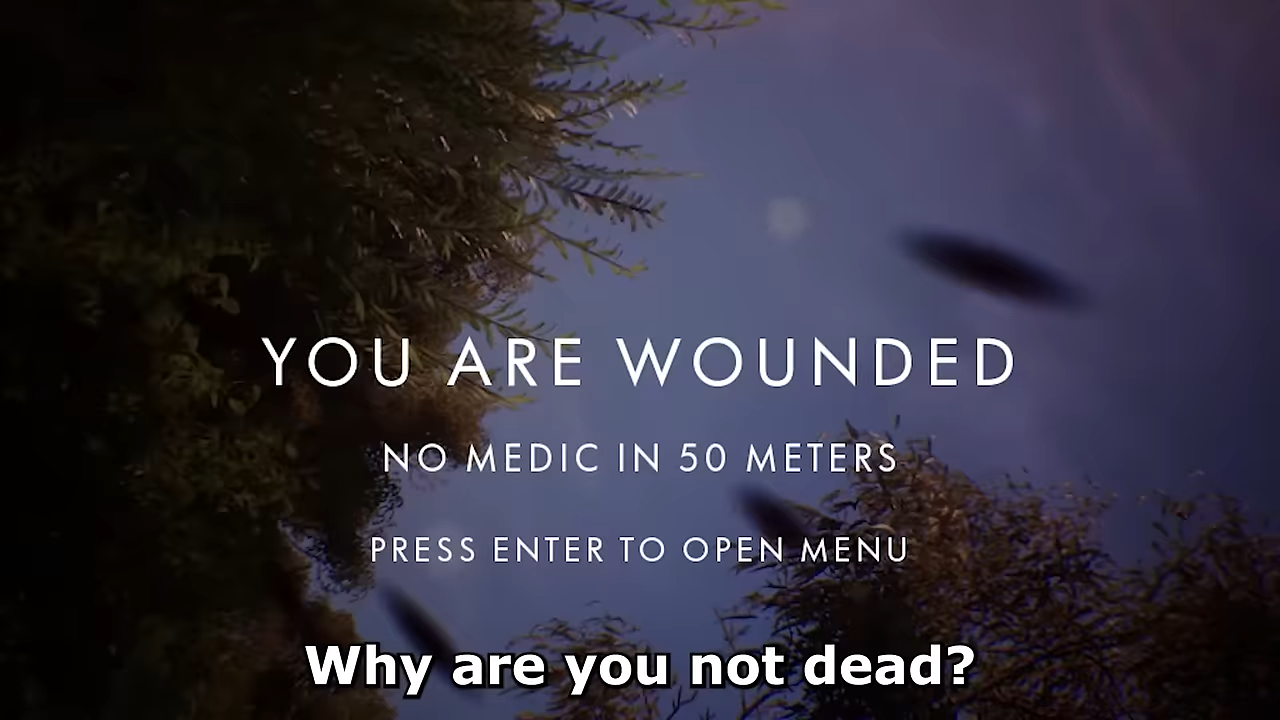 YOU ARE WOUNDED
NO MEDIC IN 50 METERS
PRESS ENTER TO OPEN MENU
Why are you not dead?